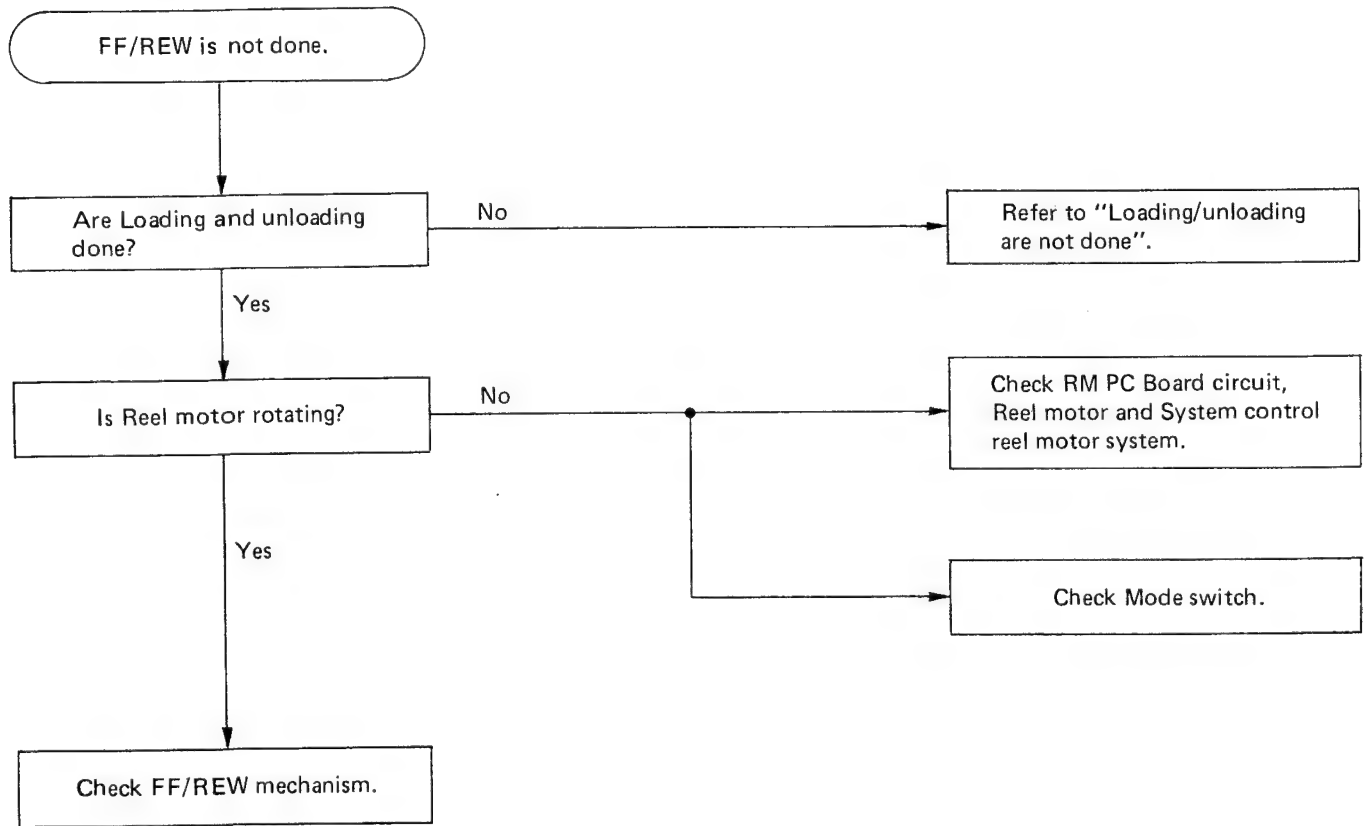 FF/REW is not done.
Are Loading and unloading
done?
No
Refer to "Loading/unloading
are not done".
Yes
Is Reel motor rotating?
No
Check RM PC Board circuit,
Reel motor and System control
reel motor system.
Check Mode switch.
Yes
Check FF/REW mechanism.